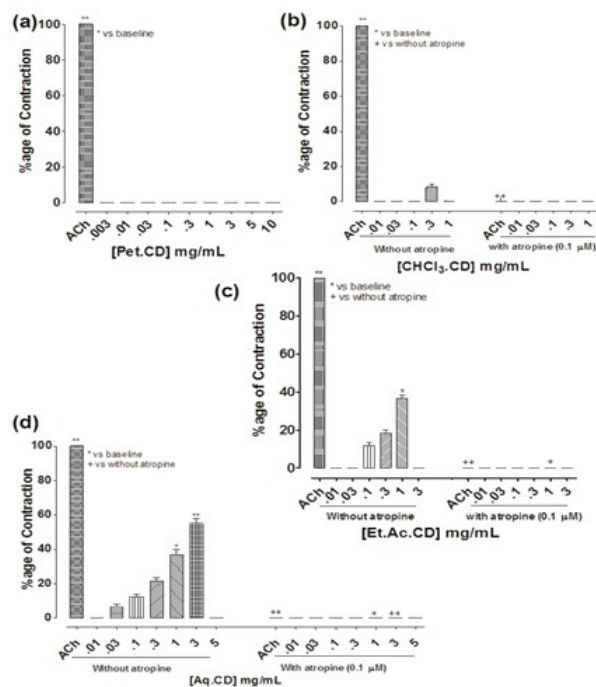 (a)
100
80
60
40
20
0
%age of Contraction
**
* vs baseline
ACh .003 .01 .03 .1 .3 1 3 5 10
[Pet.CD] mg/mL
(b)
100
80
60
40
20
0
%age of Contraction
**
* vs baseline
+ vs without atropine
+,+
ACh .01 .03 .1 .3 1 ACh .01 .03 .1 .3 1
Without atropine with atropine (0.1 µM)
[CHCl3.CD] mg/mL
(c)
100
80
60
40
20
0
%age of Contraction
**
* vs baseline
+ vs without atropine
*
++ +
ACh .01 .03 .1 .3 1 3 ACh .01 .03 .1 .3 1 3
Without atropine with atropine (0.1 µM)
[Et.Ac.CD] mg/mL
(d)
100
80
60
40
20
0
%age of Contraction
**
* vs baseline
+ vs without atropine
* **
++ + ++
ACh .01 .03 .1 .3 1 3 5 ACh .01 .03 .1 .3 1 3 5
Without atropine With atropine (0.1 µM)
[Aq.CD] mg/mL